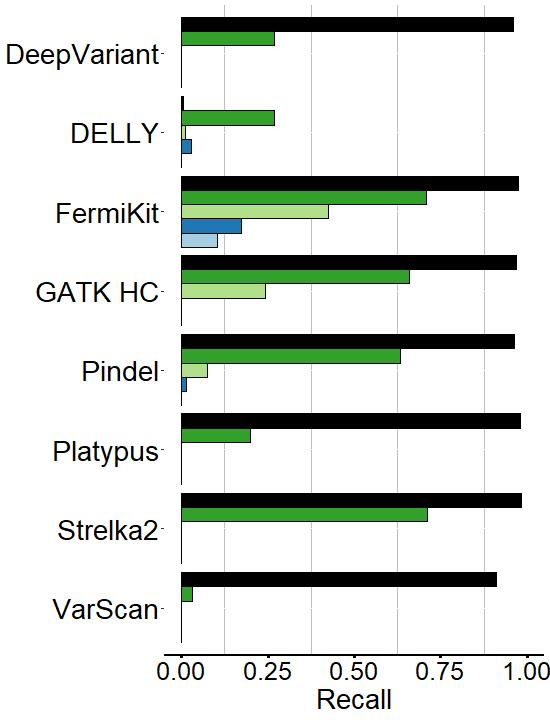 DeepVariant
DELLY
FermiKit
GATK HC
Pindel
Platypus
Strelka2
VarScan
0.00 0.25 0.50 0.75 1.00
Recall